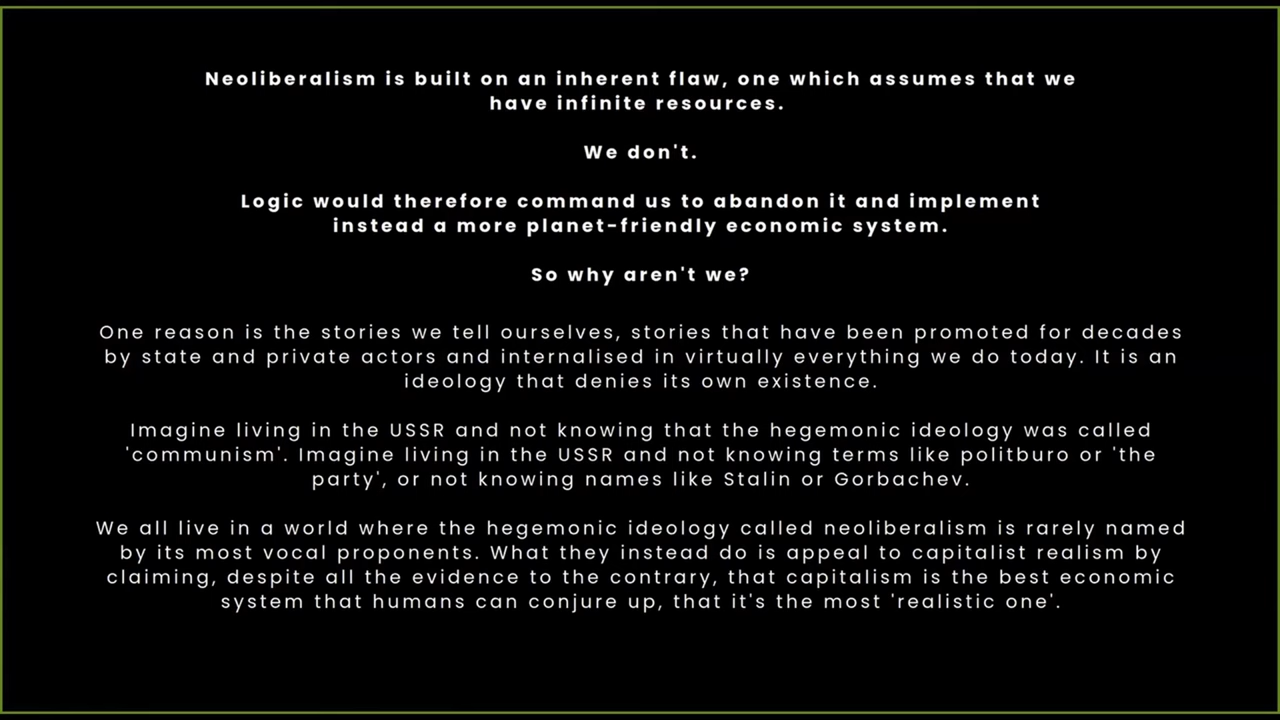 Neoliberalism is built on an inherent flaw, one which assumes that we
have infinite resources.
We don't.
Logic would therefore command us to abandon it and implement
instead a more planet-friendly economic system.
So why aren't we?
One reason is the stories we tell ourselves, stories that have been promoted for decades
by state and private actors and internalised in virtually everything we do today. It is an
ideology that denies its own existence.
Imagine living in the USSR and not knowing that the hegemonic ideology was called
'communism'. Imagine living in the USSR and not knowing terms like politburo or 'the
party', or not knowing names like Stalin or Gorbachev.
We all live in a world where the hegemonic ideology called neoliberalism is rarely named
by its most vocal proponents. What they instead do is appeal to capitalist realism by
claiming, despite all the evidence to the contrary, that capitalism is the best economic
system that humans can conjure up, that it's the most 'realistic one'.